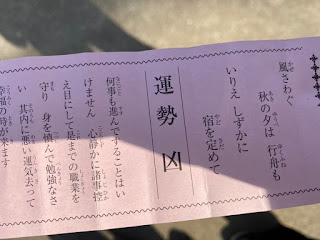 風さわぐ
秋の夕は 行舟も
いりえ しずかに
宿を定めて
運勢 凶
何事も進んですることはい
けません 心静かに諸事控
え目にして是までの職業を
守り 身を慎んで勉強なさ
い 其内に悪い運気去って
幸福の時が来ます